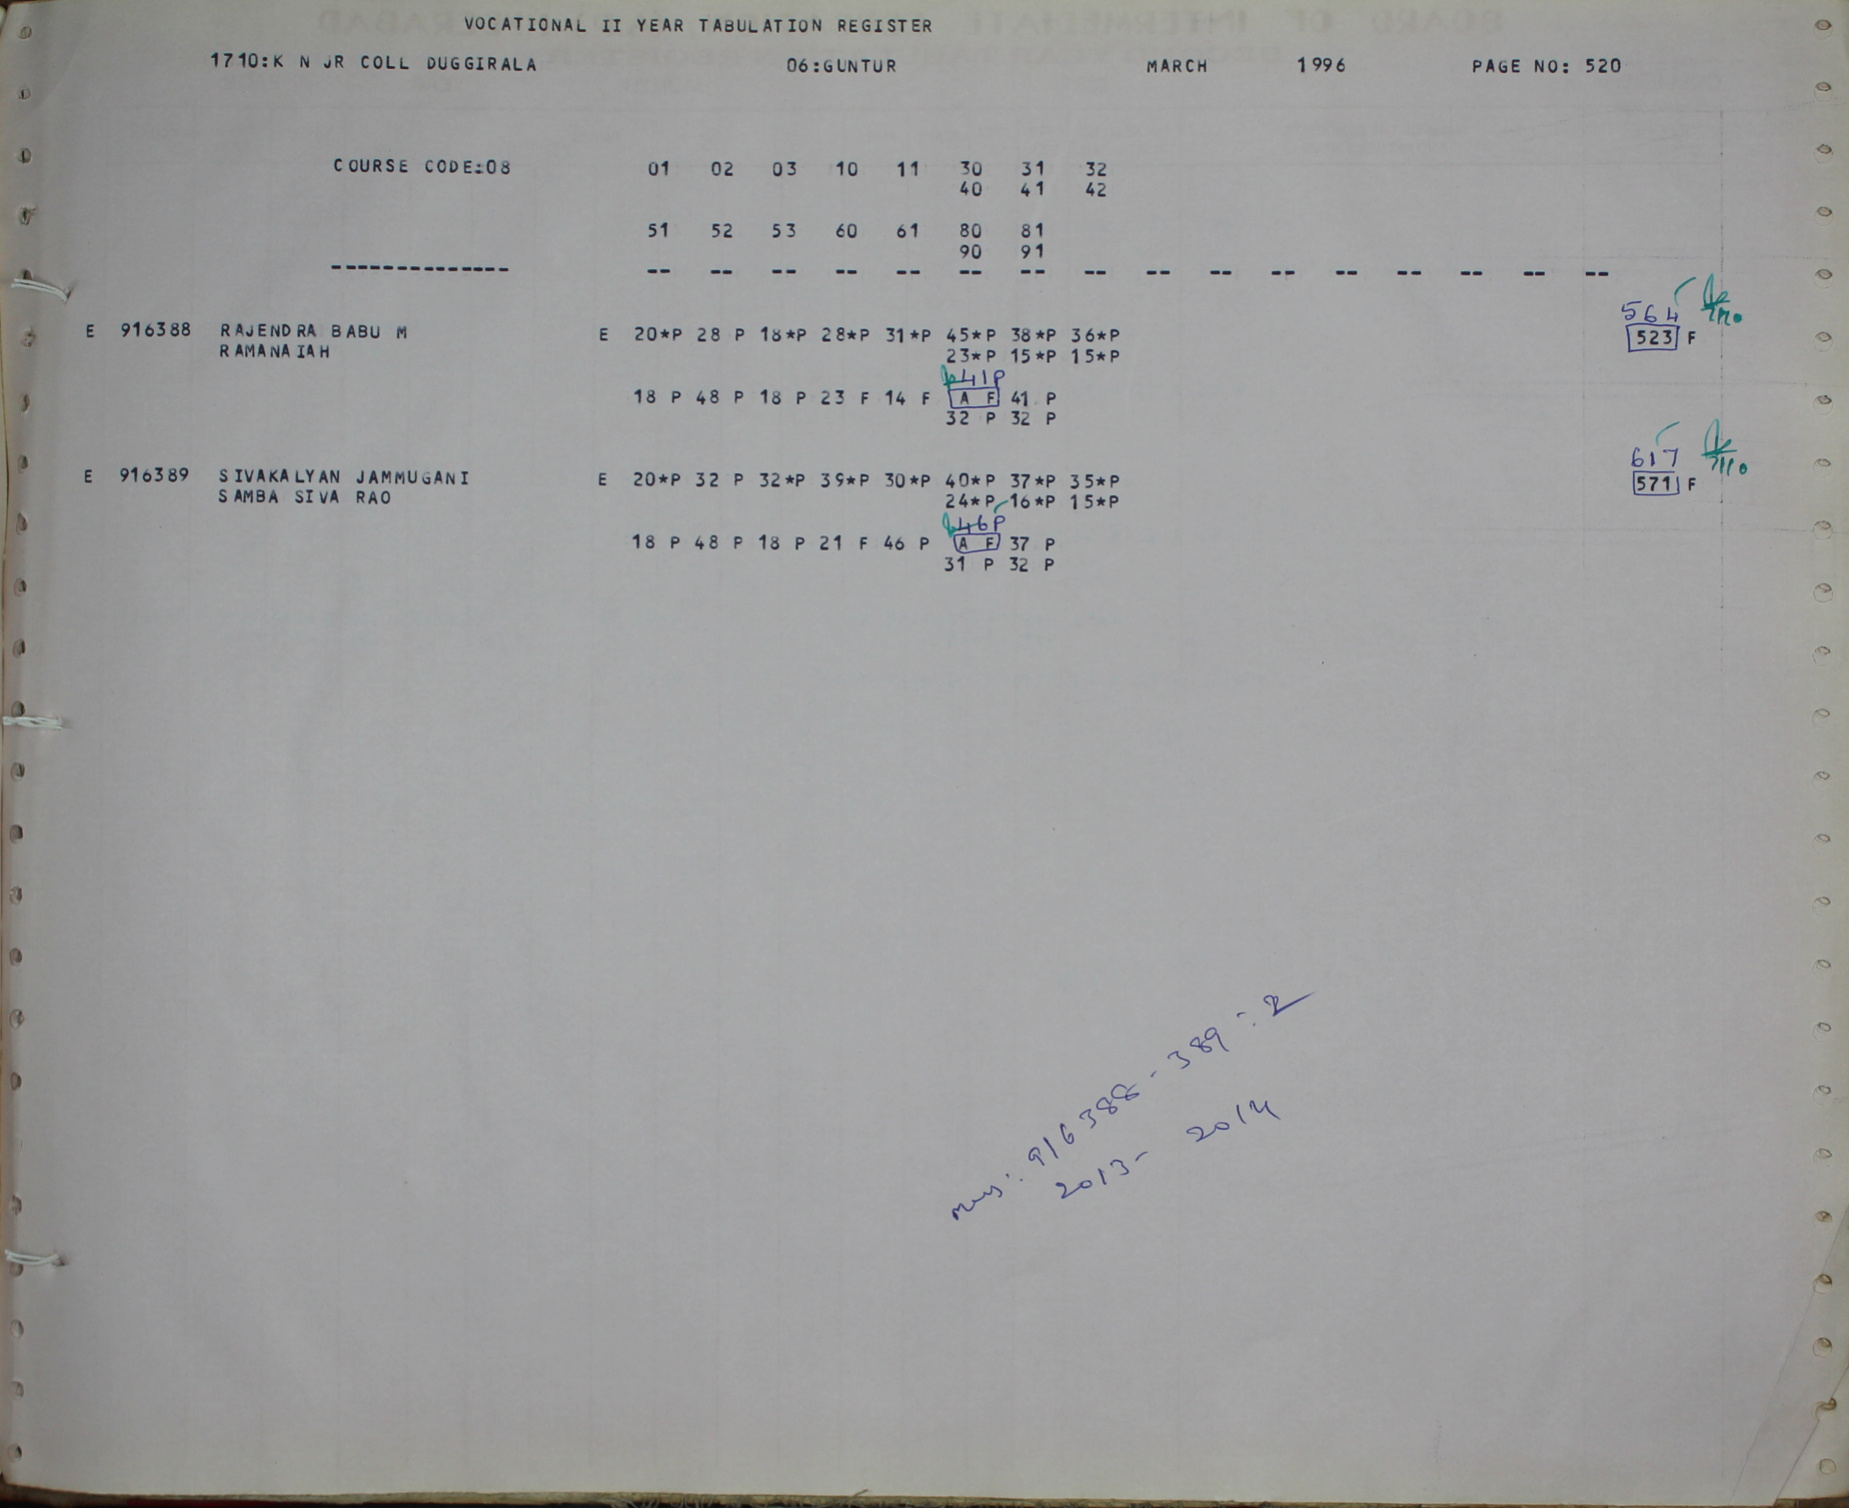 VOCATIONAL II YEAR TABULATION REGISTER
1710:K N JR COLL DUGGIRALA 06:GUNTUR MARCH 1996 PAGE NO: 520
COURSE CODE:08 01 02 03 10 11 30 31 32
40 41 42
51 52 53 60 61 80 81
90 91
--------------- -- -- -- -- -- -- -- -- -- -- -- -- -- -- -- --
564
E 916388 RAJENDRA BABU M E 20*P 28 P 18*P 28*P 31*P 45*P 38*P 36*P 523 F
RAMANAIAH 23*P 15*P 15*P
41P
18 P 48 P 18 P 23 F 14 F A F 41 P
32 P 32 P
617
E 916389 SIVAKALYAN JAMMUGANI E 20*P 32 P 32*P 39*P 30*P 40*P 37*P 35*P 571 F
SAMBA SIVA RAO 24*P 16*P 15*P
46P
18 P 48 P 18 P 21 F 46 P A F 37 P
31 P 32 P
916388 - 389 : 2
2013- 2014